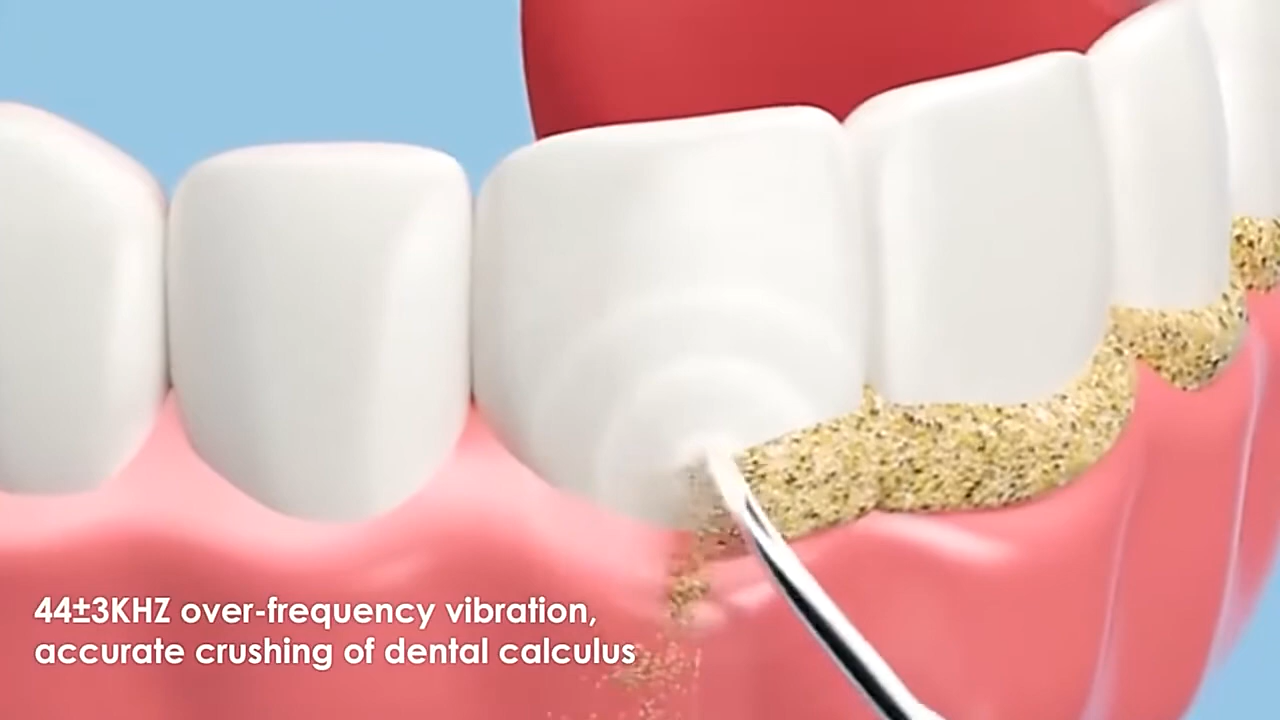 44±3KHZ over-frequency vibration,
accurate crushing of dental calculus